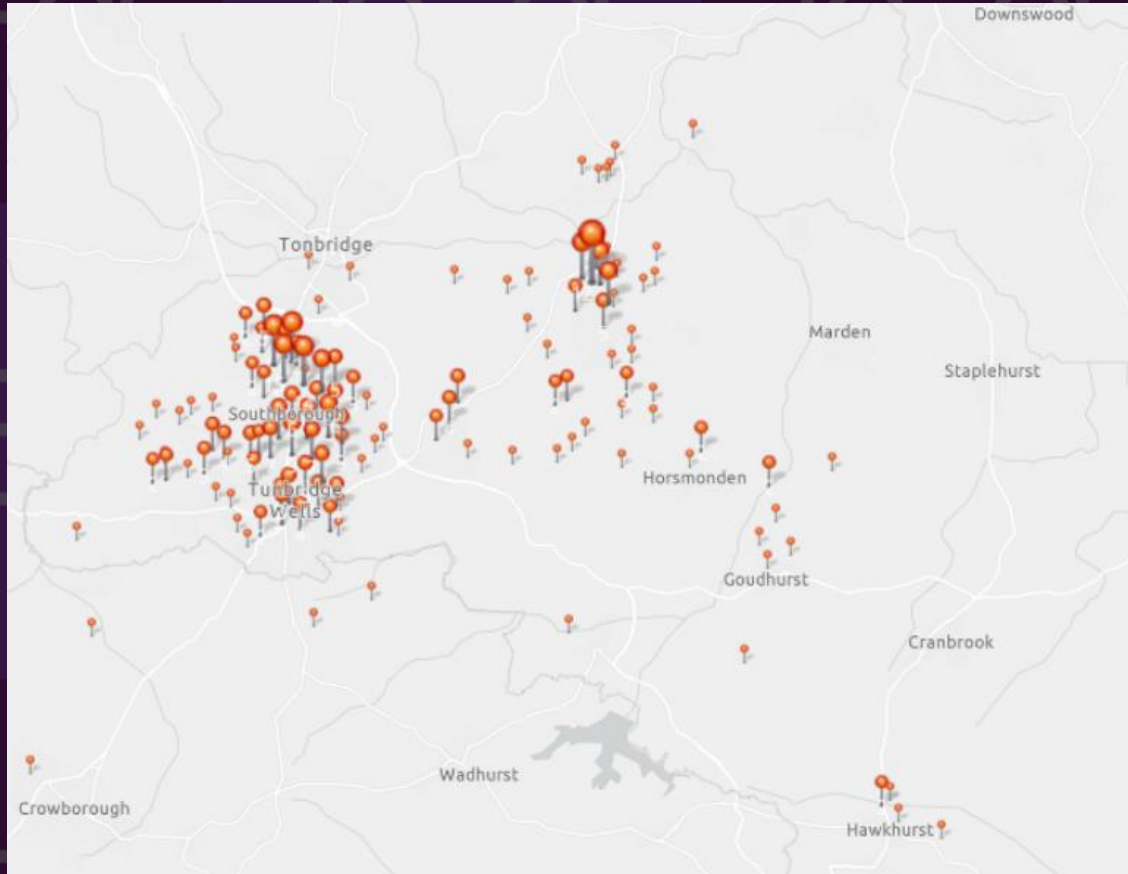 Downswood
Tonbridge
Marden
Staplehurst
Southborough
Horsmonden
Tunbridge
Wells
Goudhurst
Cranbrook
Wadhurst
Crowborough
Hawkhurst